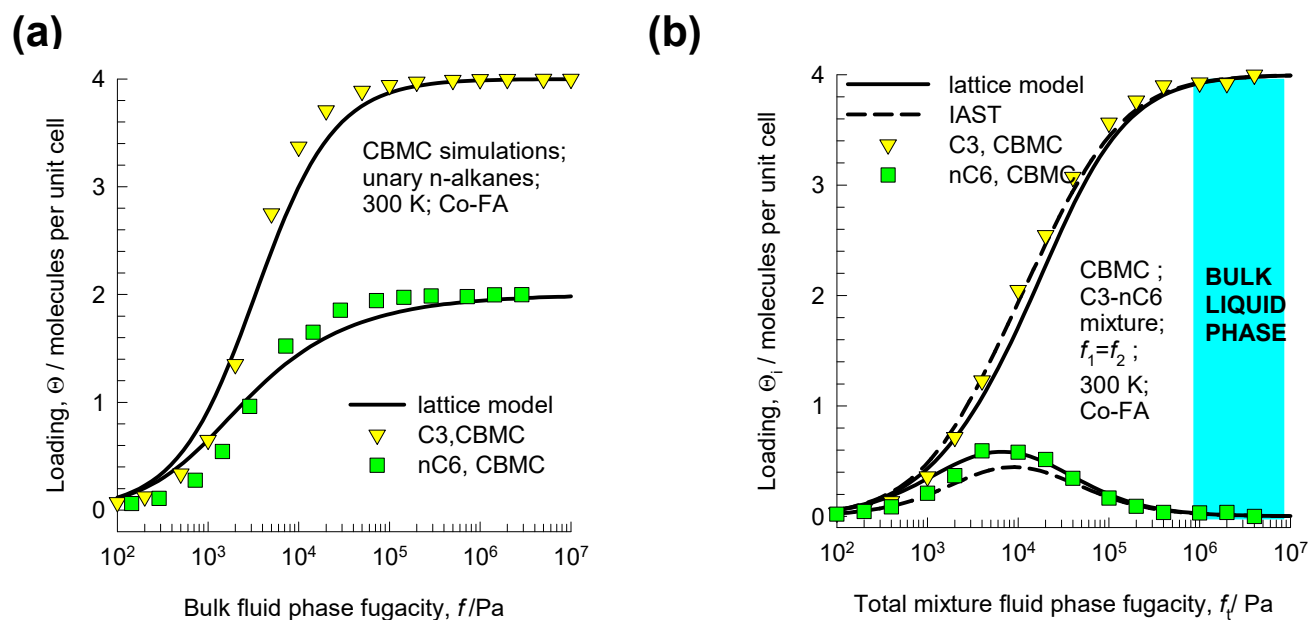 (a)
Loading, Θ / molecules per unit cell
4
3
2
1
0
CBMC simulations;
unary n-alkanes;
300 K; Co-FA
lattice model
C3,CBMC
nC6, CBMC
10² 10³ 10⁴ 10⁵ 10⁶ 10⁷
Bulk fluid phase fugacity, f/Pa
(b)
Loading, Θᵢ / molecules per unit cell
4
3
2
1
0
lattice model
IAST
C3, CBMC
nC6, CBMC
CBMC ;
C3-nC6
mixture;
f₁=f₂ ;
300 K;
Co-FA
BULK
LIQUID
PHASE
10² 10³ 10⁴ 10⁵ 10⁶ 10⁷
Total mixture fluid phase fugacity, fₜ/ Pa